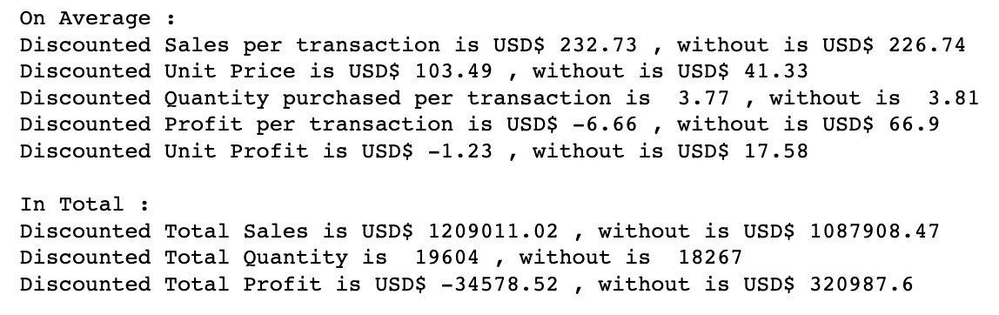 On Average :
Discounted Sales per transaction is USD$ 232.73 , without is USD$ 226.74
Discounted Unit Price is USD$ 103.49 , without is USD$ 41.33
Discounted Quantity purchased per transaction is  3.77 , without is  3.81
Discounted Profit per transaction is USD$ -6.66 , without is USD$ 66.9
Discounted Unit Profit is USD$ -1.23 , without is USD$ 17.58
In Total :
Discounted Total Sales is USD$ 1209011.02 , without is USD$ 1087908.47
Discounted Total Quantity is  19604 , without is  18267
Discounted Total Profit is USD$ -34578.52 , without is USD$ 320987.6